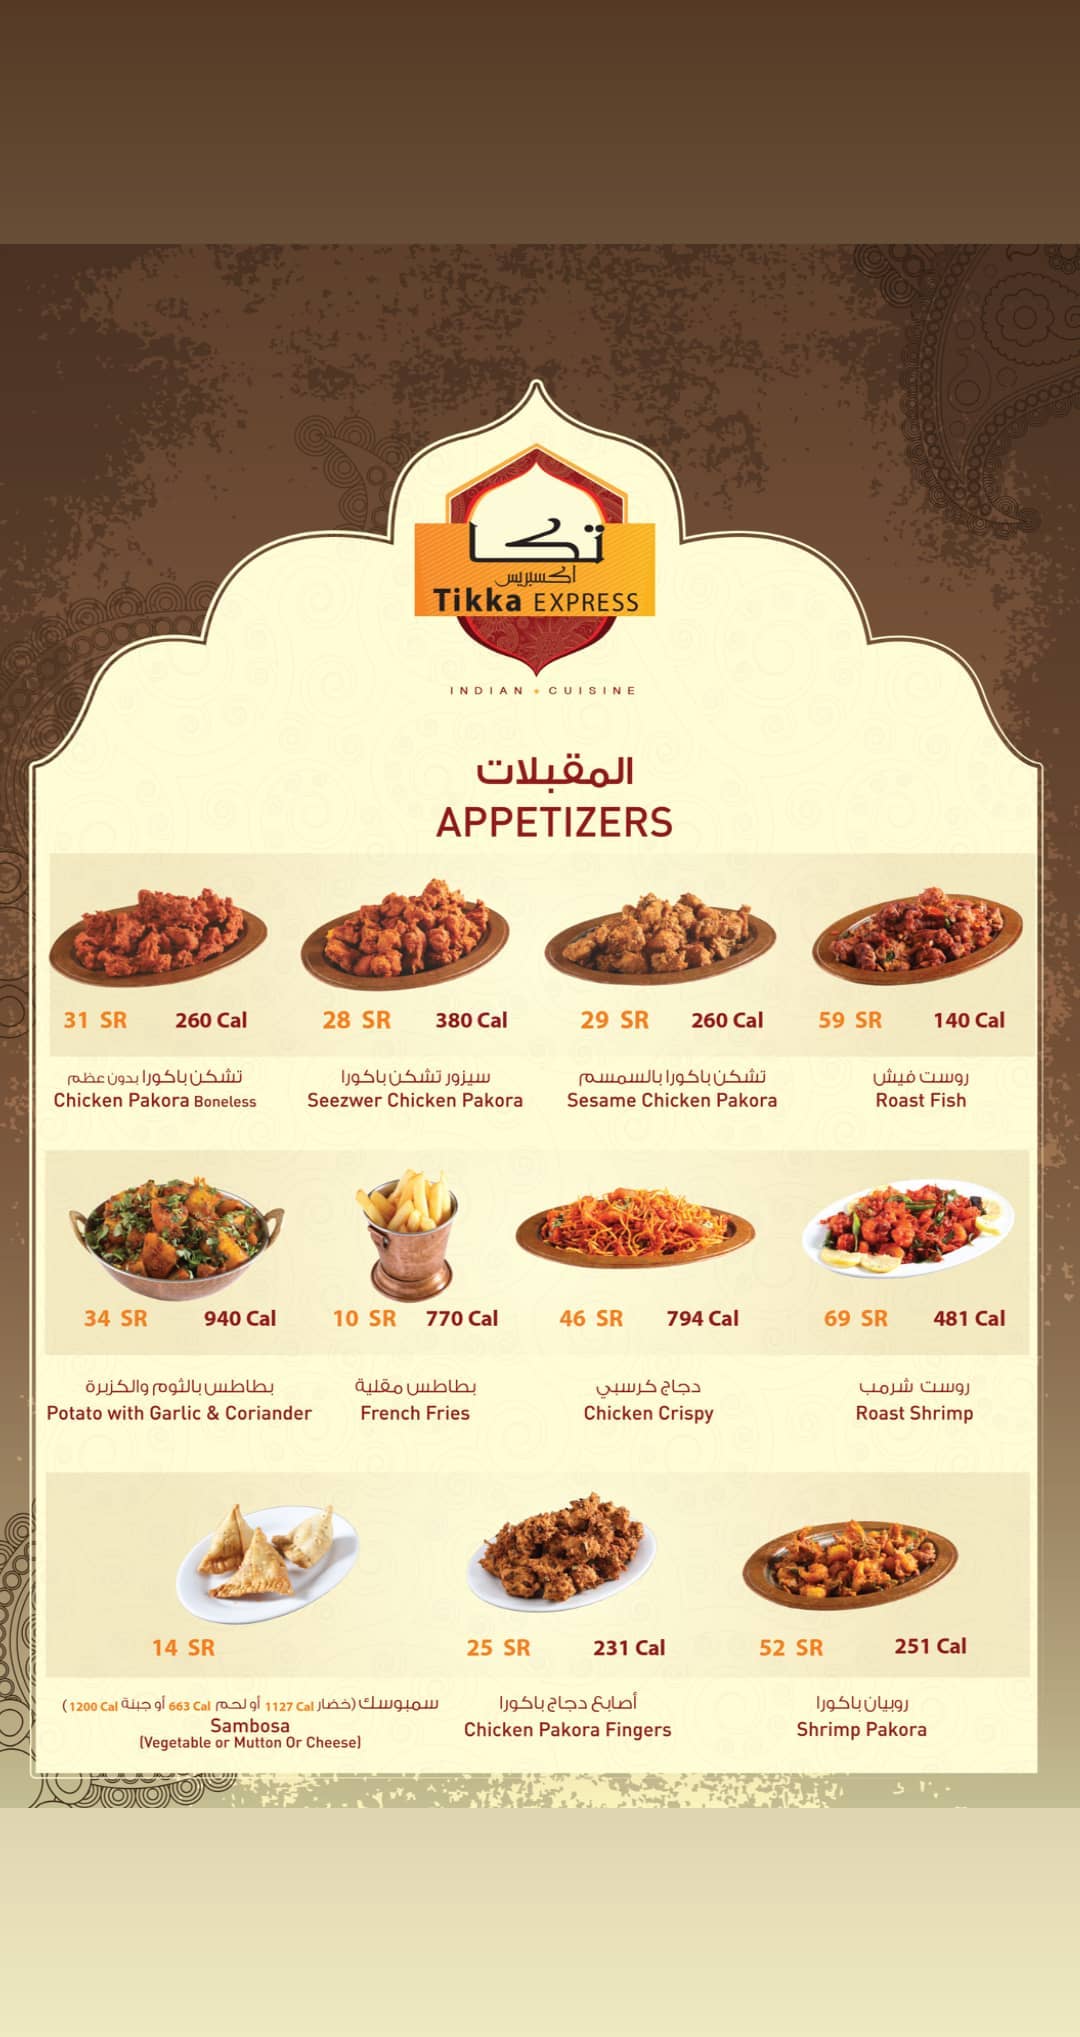 تكا
اكسبريس
Tikka EXPRESS
INDIAN CUISINE
المقبلات
APPETIZERS
31 SR 260 Cal
28 SR 380 Cal
29 SR 260 Cal
59 SR 140 Cal
تشكن باكورا بدون عظم
Chicken Pakora Boneless
سيزور تشكن باكورا
Seezwer Chicken Pakora
تشكن باكورا بالسمسم
Sesame Chicken Pakora
روست فيش
Roast Fish
34 SR 940 Cal
10 SR 770 Cal
46 SR 794 Cal
69 SR 481 Cal
بطاطس بالثوم والكزبرة
Potato with Garlic & Coriander
بطاطس مقلية
French Fries
دجاج كرسبي
Chicken Crispy
روست شرمب
Roast Shrimp
14 SR
25 SR 231 Cal
52 SR 251 Cal
سمبوسك (خضار 1127 Cal أو لحم 663 Cal أو جبنة 1200 Cal)
Sambosa
(Vegetable or Mutton Or Cheese)
أصابع دجاج باكورا
Chicken Pakora Fingers
روبيان باكورا
Shrimp Pakora